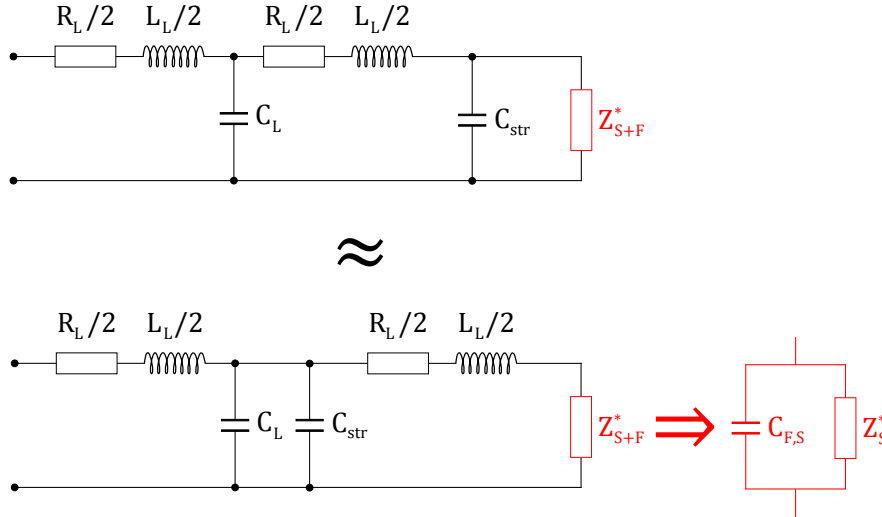 R_L/2 L_L/2 R_L/2 L_L/2
C_L C_str Z*_S+F
≈
R_L/2 L_L/2 R_L/2 L_L/2
C_L C_str Z*_S+F ⇒ C_F,S Z*_S